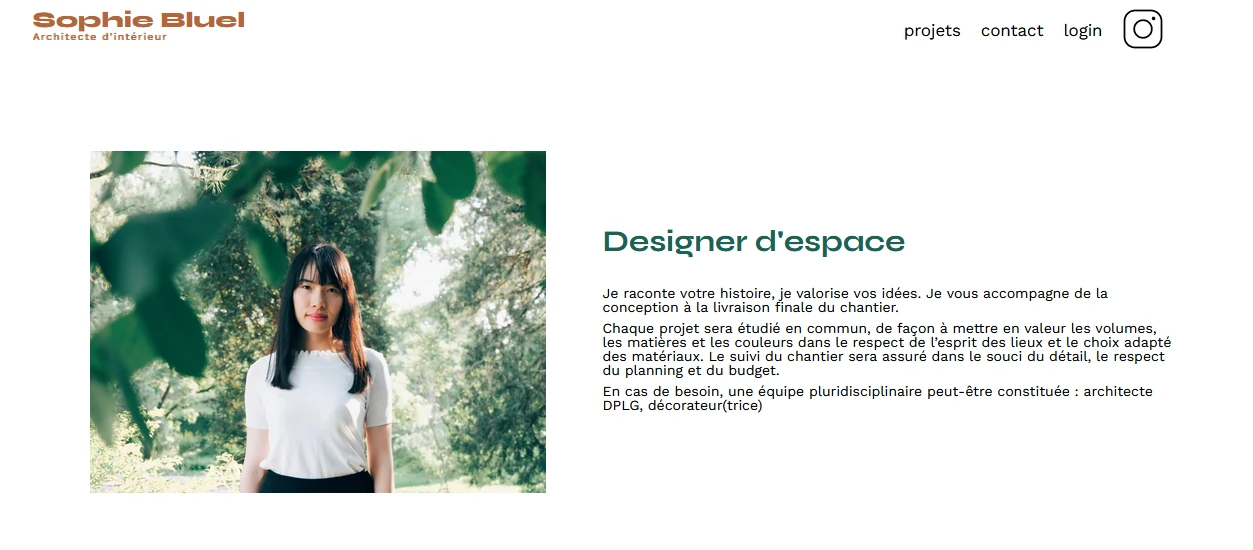 Sophie Bluel
Architecte d'intérieur
projets contact login
Designer d'espace
Je raconte votre histoire, je valorise vos idées. Je vous accompagne de la
conception à la livraison finale du chantier.
Chaque projet sera étudié en commun, de façon à mettre en valeur les volumes,
les matières et les couleurs dans le respect de l’esprit des lieux et le choix adapté
des matériaux. Le suivi du chantier sera assuré dans le souci du détail, le respect
du planning et du budget.
En cas de besoin, une équipe pluridisciplinaire peut-être constituée : architecte
DPLG, décorateur(trice)